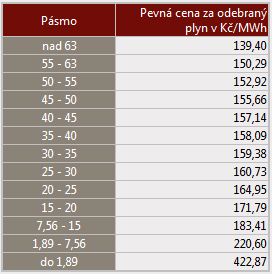 Pásmo Pevná cena za odebraný
plyn v Kč/MWh
nad 63 139,40
55 - 63 150,29
50 - 55 152,92
45 - 50 155,66
40 - 45 157,14
35 - 40 158,09
30 - 35 159,38
25 - 30 160,73
20 - 25 164,95
15 - 20 171,79
7,56 - 15 183,41
1,89 - 7,56 220,60
do 1,89 422,87